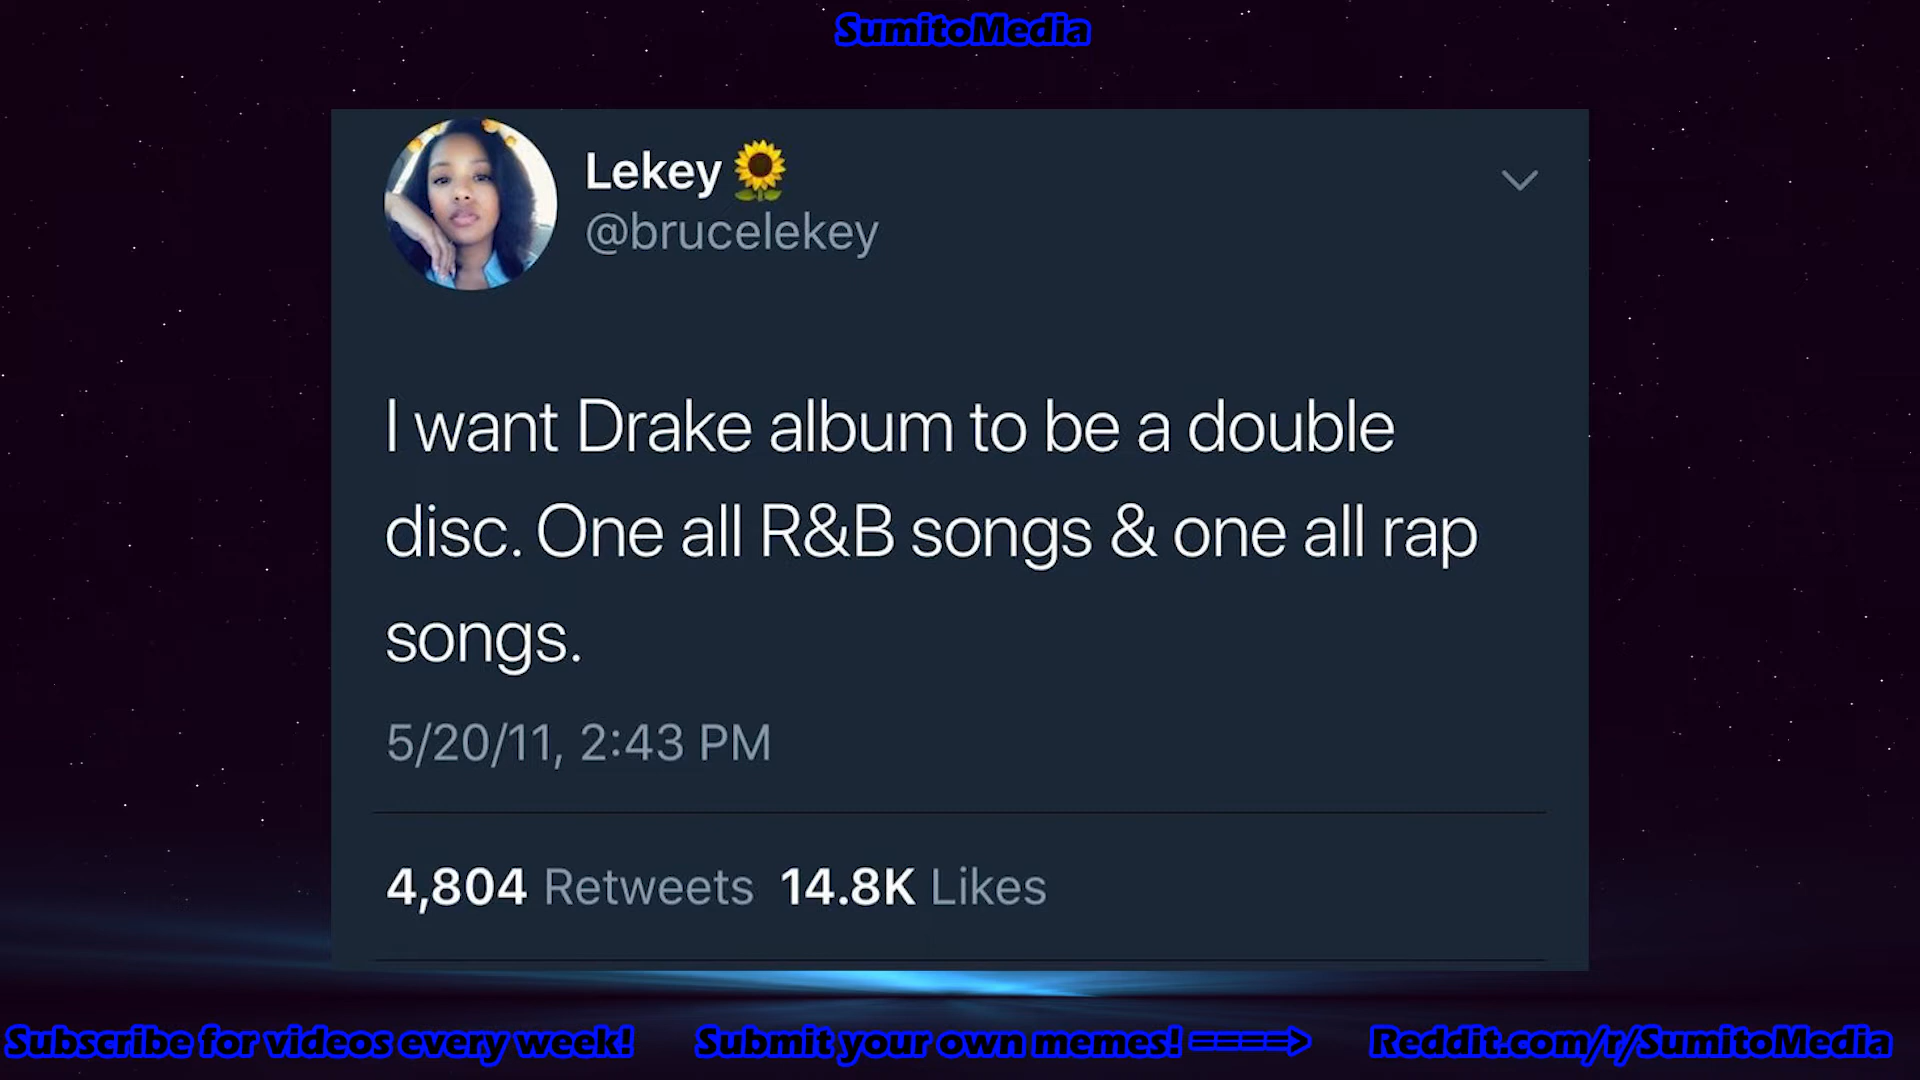 SumitoMedia
Lekey🌻
@brucelekey
I want Drake album to be a double
disc. One all R&B songs & one all rap
songs.
5/20/11, 2:43 PM
4,804 Retweets 14.8K Likes
Subscribe for videos every week! Submit your own memes! ====> Reddit.com/r/SumitoMedia